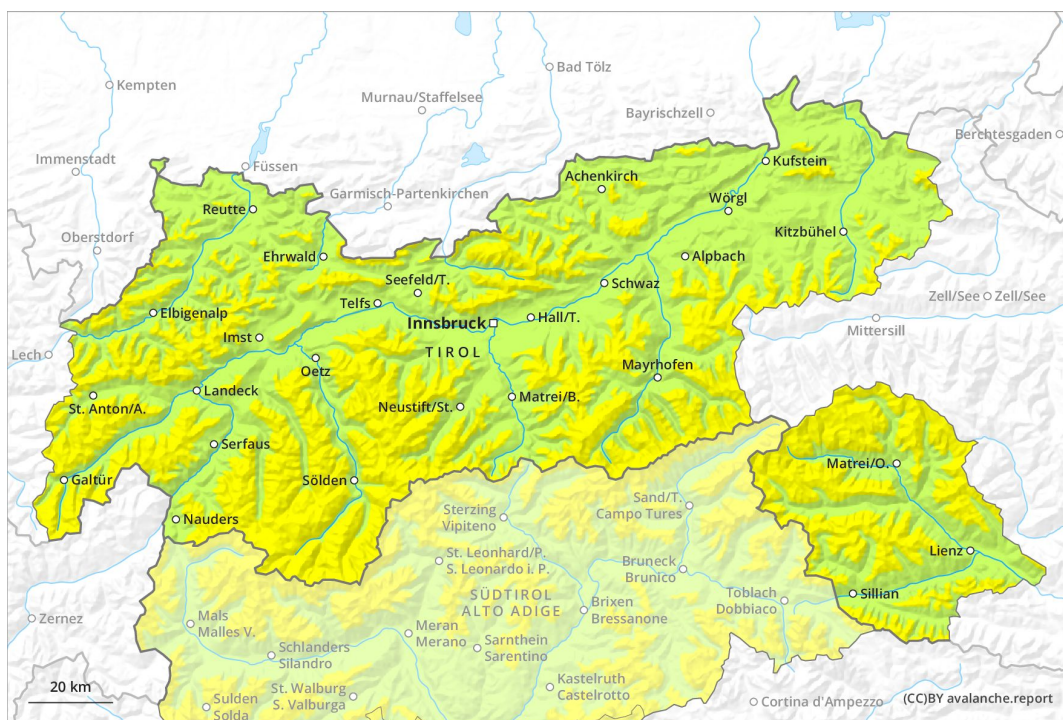 Bad Tölz
Kempten
Murnau/Staffelsee
Bayrischzell
Berchtesgaden
Immenstadt
Füssen
Kufstein
Achenkirch
Garmisch-Partenkirchen
Wörgl
Reutte
Oberstdorf
Kitzbühel
Ehrwald
Alpbach
Seefeld/T.
Schwaz
Zell/See
Zell/See
Telfs
Elbigenalp
Innsbruck
Hall/T.
Mittersill
Imst
Lech
TIROL
Oetz
Mayrhofen
Landeck
Matrei/B.
St. Anton/A.
Neustift/St.
Serfaus
Matrei/O.
Galtür
Sölden
Sand/T.
Campo Tures
Sterzing
Vipiteno
Nauders
Lienz
St. Leonhard/P.
S. Leonardo i. P.
Bruneck
Brunico
SÜDTIROL
ALTO ADIGE
Toblach
Dobbiaco
Sillian
Brixen
Bressanone
Zernez
Mals
Malles V.
Meran
Merano
Sarnthein
Sarentino
Schlanders
Silandro
Kastelruth
Castelrotto
20 km
St. Walburg
S. Valburga
Sulden
Solda
Cortina d'Ampezzo
(CC)BY avalanche.report